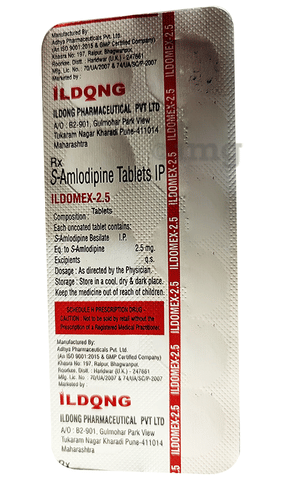 Manufactured By:
Adhya Pharmaceuticals Pvt. Ltd.
(An ISO 9001:2015 & GMP Certified Company)
Khasra No. 197, Raipur, Bhagwanpur,
Roorkee, Distt. Haridwar (U.K.) - 247661
Mfg. Lic. No.: 70/UA/2007 & 74/UA/SC/P-2007
Marketed by :
ILDONG
ILDONG PHARMACEUTICAL PVT LTD
A/O : B2-901, Gulmohar Park View
Tukaram Nagar Kharadi Pune-411014
Maharashtra
Rx
S-Amlodipine Tablets IP
ILDOMEX-2.5
Tablets
Composition :
Each uncoated tablet contains:
S-Amlodipine Besilate I.P.
Eq. to S-Amlodipine 2.5 mg.
Excipients q.s.
Dosage : As directed by the Physician.
Storage : Store in a cool, dry & dark place.
Keep the medicine out of reach of children.
SCHEDULE H PRESCRIPTION DRUG -
CAUTION : Not to be sold by retail without the
Prescription of a Registered Medical Practitioner.
Manufactured By:
Adhya Pharmaceuticals Pvt. Ltd.
(An ISO 9001:2015 & GMP Certified Company)
Khasra No. 197, Raipur, Bhagwanpur,
Roorkee, Distt. Haridwar (U.K.) - 247661
Mfg. Lic. No.: 70/UA/2007 & 74/UA/SC/P-2007
Marketed by :
ILDONG
ILDONG PHARMACEUTICAL PVT LTD
A/O : B2-901, Gulmohar Park View
Tukaram Nagar Kharadi Pune-411014
Maharashtra
Rx
ILDOMEX-2.5
ILDOMEX-2.5
ILDOMEX-2.5
ILDOMEX-2.5
ILDOMEX-2.5